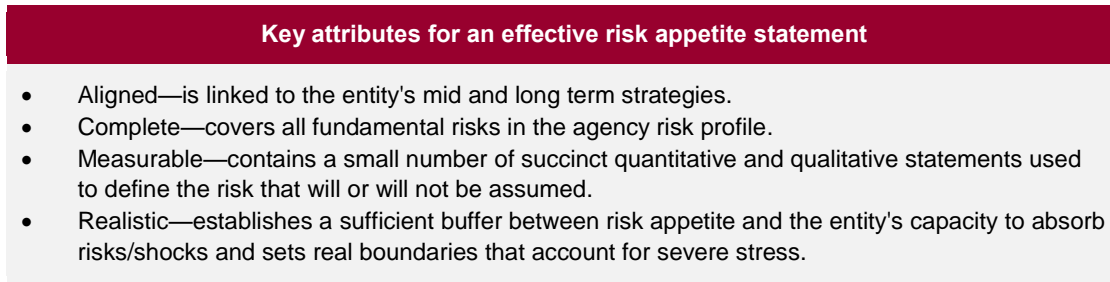 Key attributes for an effective risk appetite statement
• Aligned—is linked to the entity's mid and long term strategies.
• Complete—covers all fundamental risks in the agency risk profile.
• Measurable—contains a small number of succinct quantitative and qualitative statements used
to define the risk that will or will not be assumed.
• Realistic—establishes a sufficient buffer between risk appetite and the entity's capacity to absorb
risks/shocks and sets real boundaries that account for severe stress.